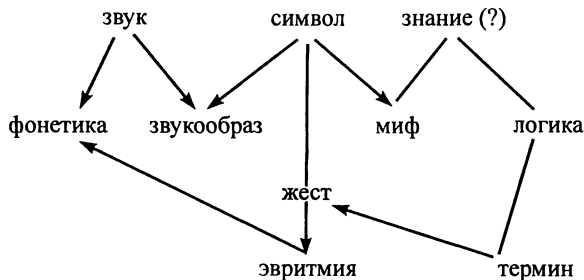 звук символ знание (?)
фонетика звукообраз миф логика
жест
эвритмия термин